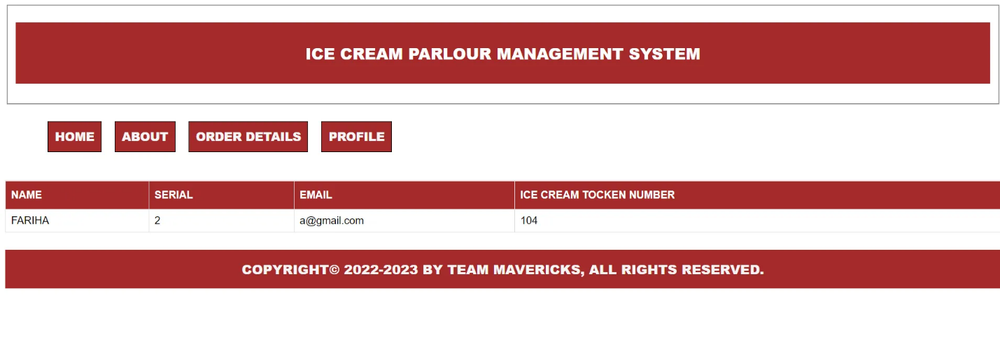 ICE CREAM PARLOUR MANAGEMENT SYSTEM
HOME ABOUT ORDER DETAILS PROFILE
NAME SERIAL EMAIL ICE CREAM TOCKEN NUMBER
FARIHA 2 a@gmail.com 104
COPYRIGHT© 2022-2023 BY TEAM MAVERICKS, ALL RIGHTS RESERVED.